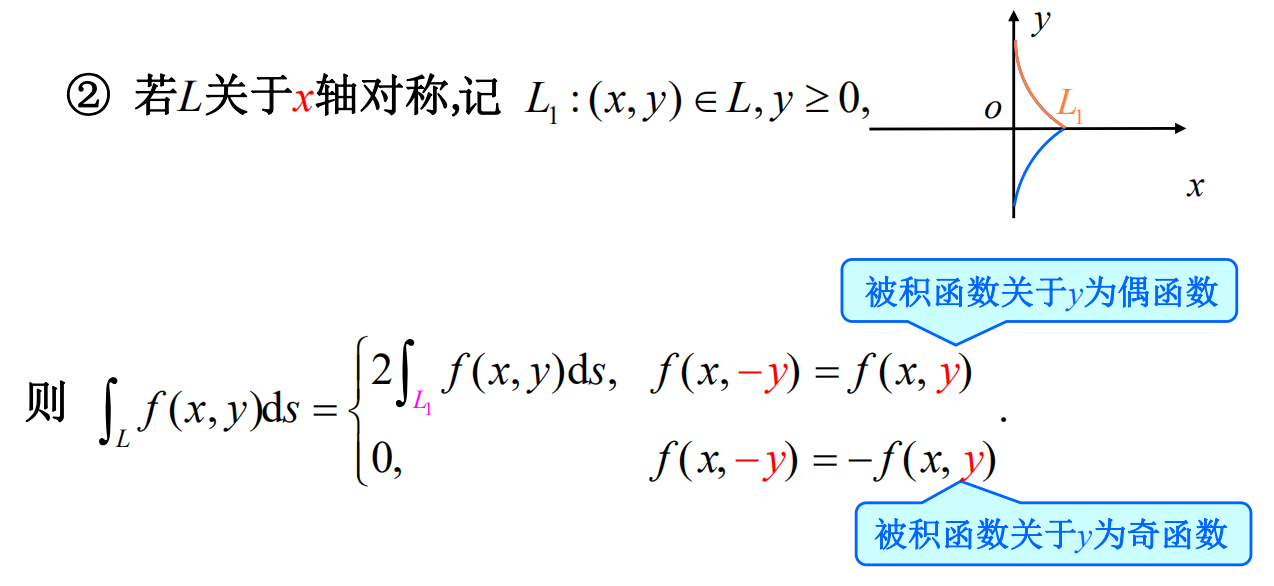 y
② 若L关于x轴对称,记 L₁:(x,y)∈L,y≥0,
o
L₁
x
被积函数关于y为偶函数
则 ∫_L f(x,y)ds = { 2∫_{L₁} f(x,y)ds, f(x,−y)=f(x,y)
0, f(x,−y)=−f(x,y) .
被积函数关于y为奇函数